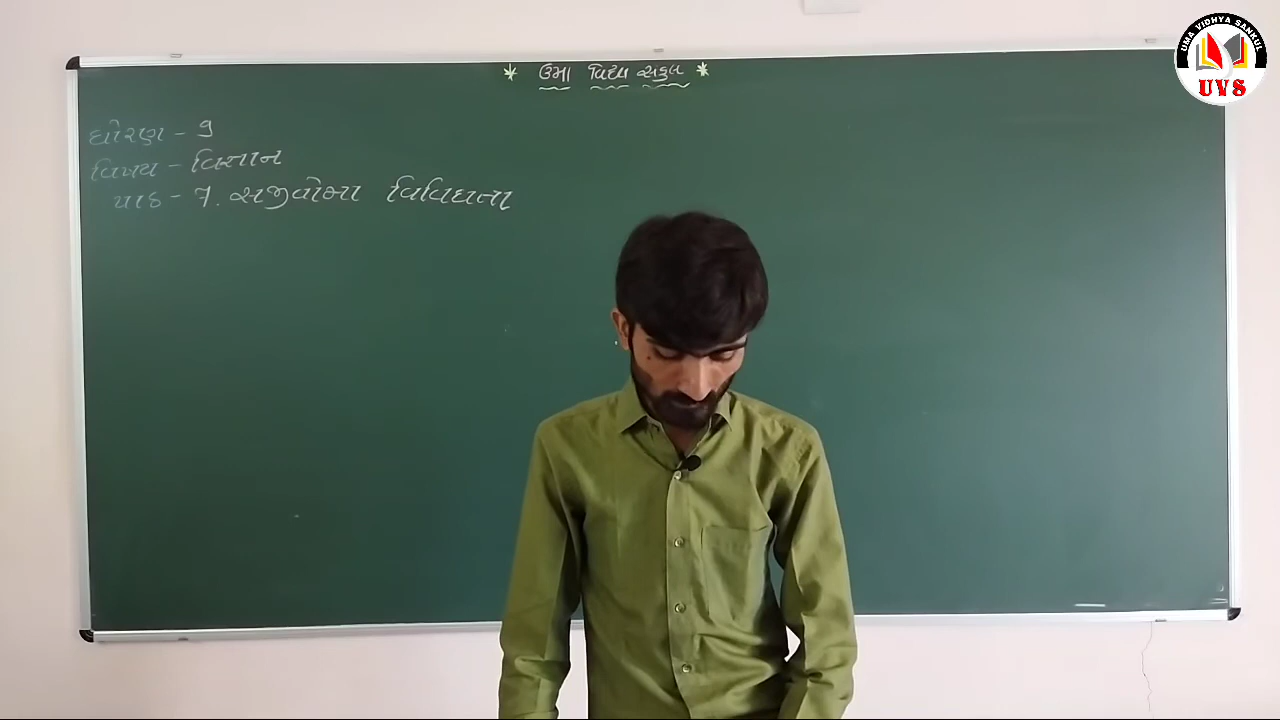 * ઉમા વિદ્યા સંકુલ *
ધોરણ - 9
વિષય - વિજ્ઞાન
પાઠ - 7. સજીવોમા વિવિધતા
UMA VIDHYA SANKUL
UVS